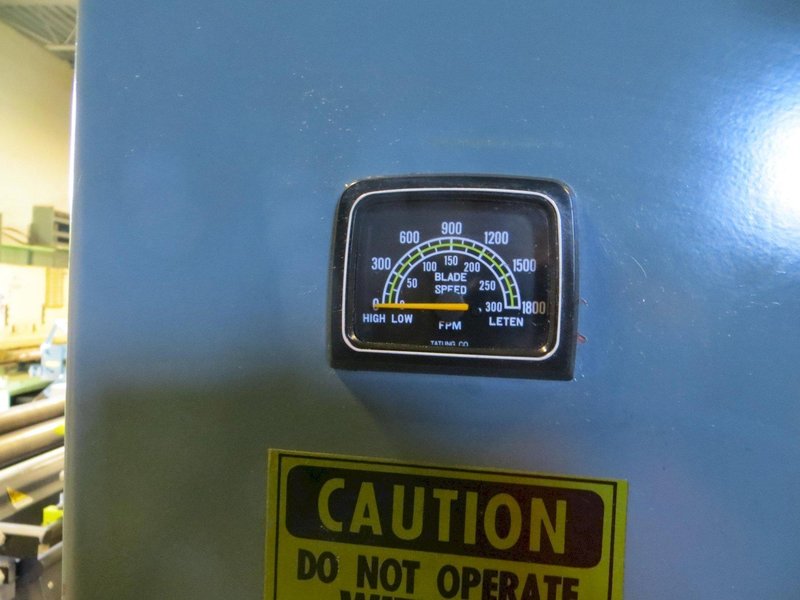 900
600 1200
300 1500
150
100 200
50 250
BLADE
SPEED
0 0 300 1800
HIGH LOW LETEN
FPM
TATUNG CO
CAUTION
DO NOT OPERATE